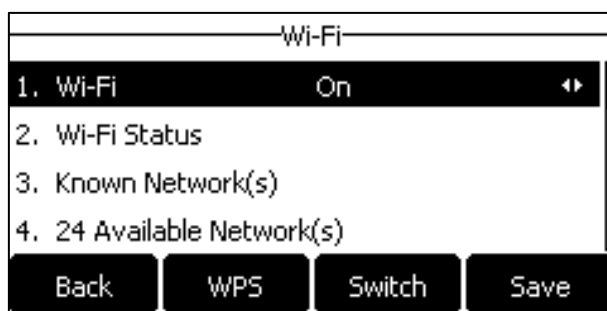 Wi-Fi
1. Wi-Fi On
2. Wi-Fi Status
3. Known Network(s)
4. 24 Available Network(s)
Back WPS Switch Save